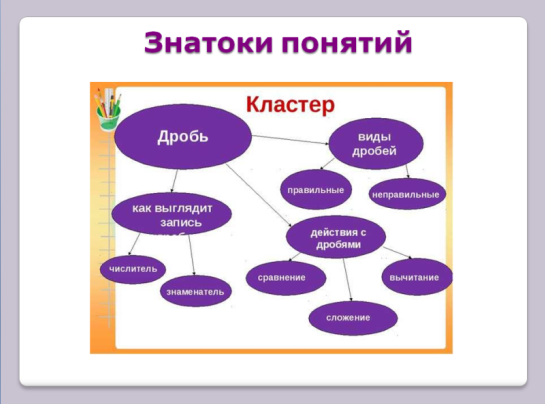 Знатоки понятий
Кластер
Дробь
виды
дробей
правильные
неправильные
как выглядит
запись
действия с
дробями
числитель
знаменатель
сравнение
вычитание
сложение